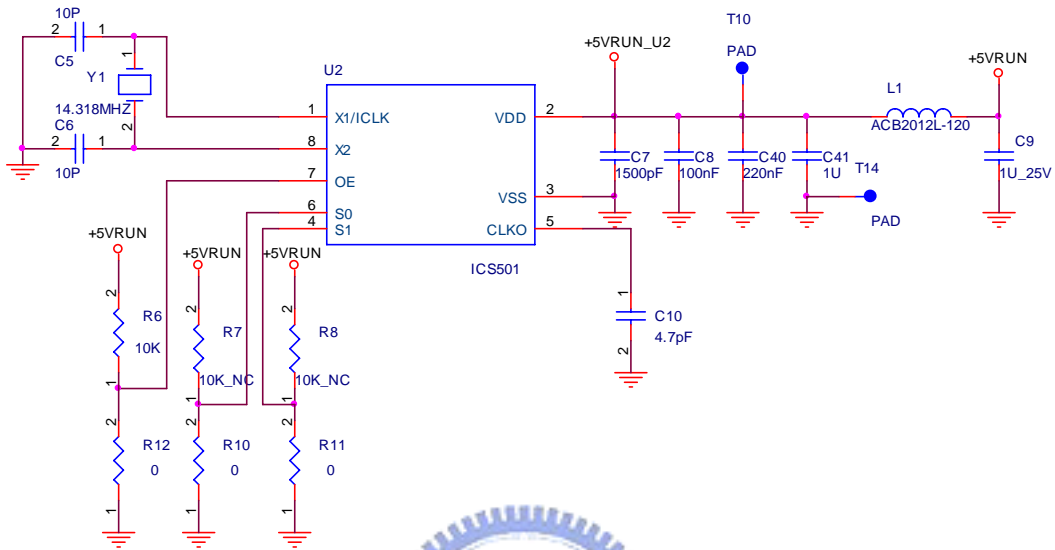 10P
2
1
C5
Y1
1
14.318MHZ
2
C6
2
1
10P
U2
1
X1/ICLK
8
X2
7
OE
6
S0
4
S1
VDD
2
VSS
3
CLKO
5
ICS501
+5VRUN_U2
T10
PAD
L1
ACB2012L-120
+5VRUN
C7
1500pF
C8
100nF
C40
220nF
C41
1U
T14
PAD
C9
1U_25V
1
C10
4.7pF
2
+5VRUN
2
R6
10K
1
2
R12
0
1
+5VRUN
2
R7
10K_NC
1
2
R10
0
1
+5VRUN
2
R8
10K_NC
1
2
R11
0
1